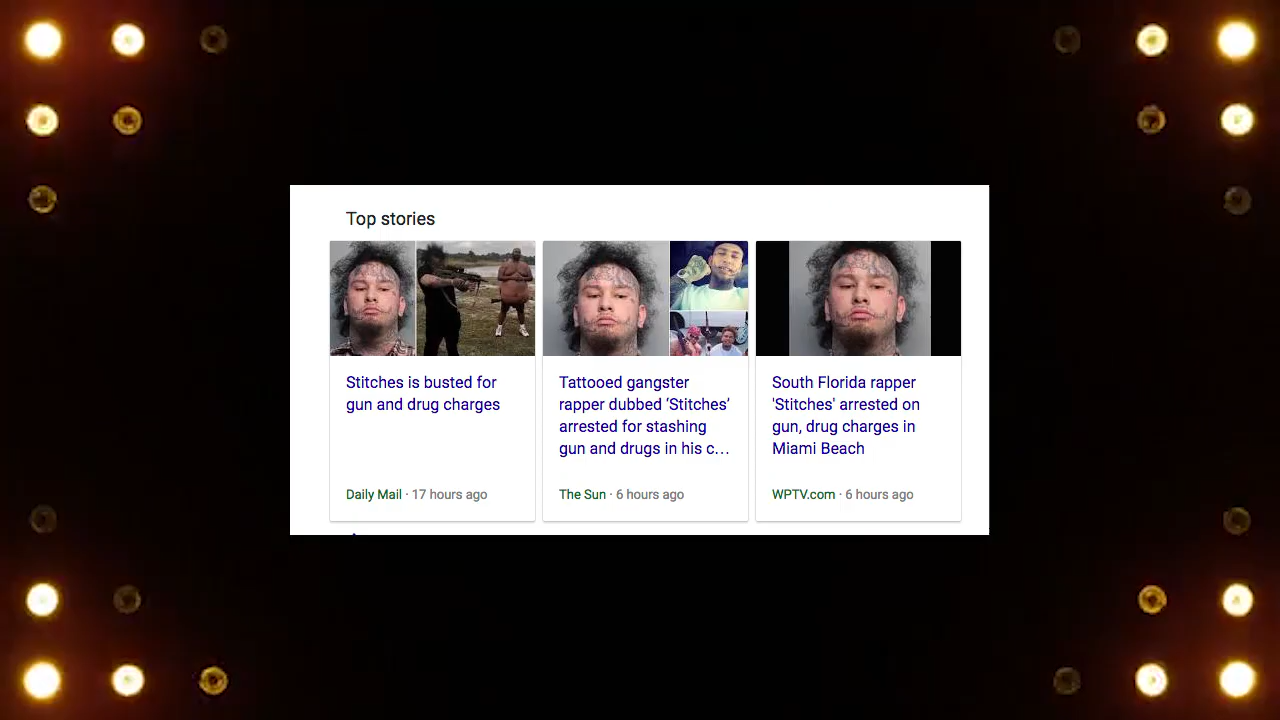 Top stories
Stitches is busted for
gun and drug charges
Daily Mail · 17 hours ago
Tattooed gangster
rapper dubbed ‘Stitches’
arrested for stashing
gun and drugs in his c…
The Sun · 6 hours ago
South Florida rapper
'Stitches' arrested on
gun, drug charges in
Miami Beach
WPTV.com · 6 hours ago